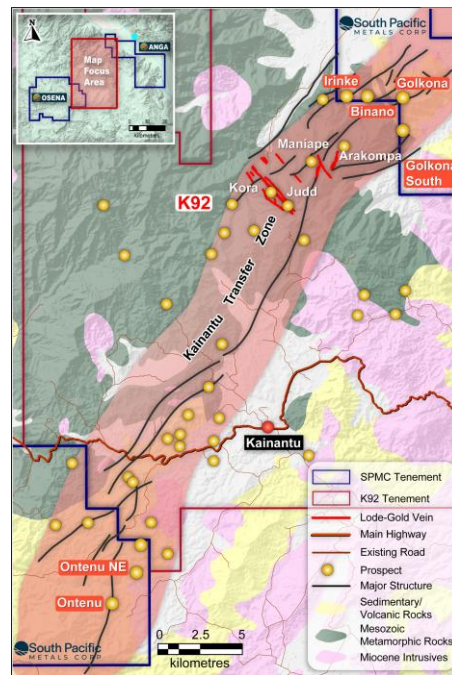 N
ANGA
Map
Focus
Area
OSENA
0
8
kilometres
South Pacific
METALS CORP
Irinke
Golkona
Binano
Maniape
Arakompa
Golkona
South
Kora
Judd
K92
Kainantu Transfer Zone
Kainantu
Ontenu NE
Ontenu
SPMC Tenement
K92 Tenement
Lode-Gold Vein
Main Highway
Existing Road
Prospect
Major Structure
Sedimentary/
Volcanic Rocks
Mesozoic
Metamorphic Rocks
Miocene Intrusives
South Pacific
METALS CORP
0 2.5 5
kilometres